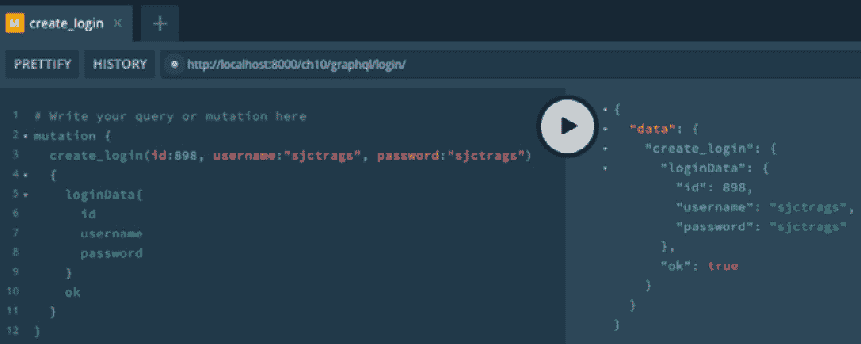 M create_login × +
PRETTIFY HISTORY http://localhost:8000/ch10/graphql/login/
1 # Write your query or mutation here
2 mutation {
3 create_login(id:898, username:"sjctrags", password:"sjctrags")
4 {
5 loginData{
6 id
7 username
8 password
9 }
10 ok
11 }
12 }
{
"data": {
"create_login": {
"loginData": {
"id": 898,
"username": "sjctrags",
"password": "sjctrags"
},
"ok": true
}
}
}